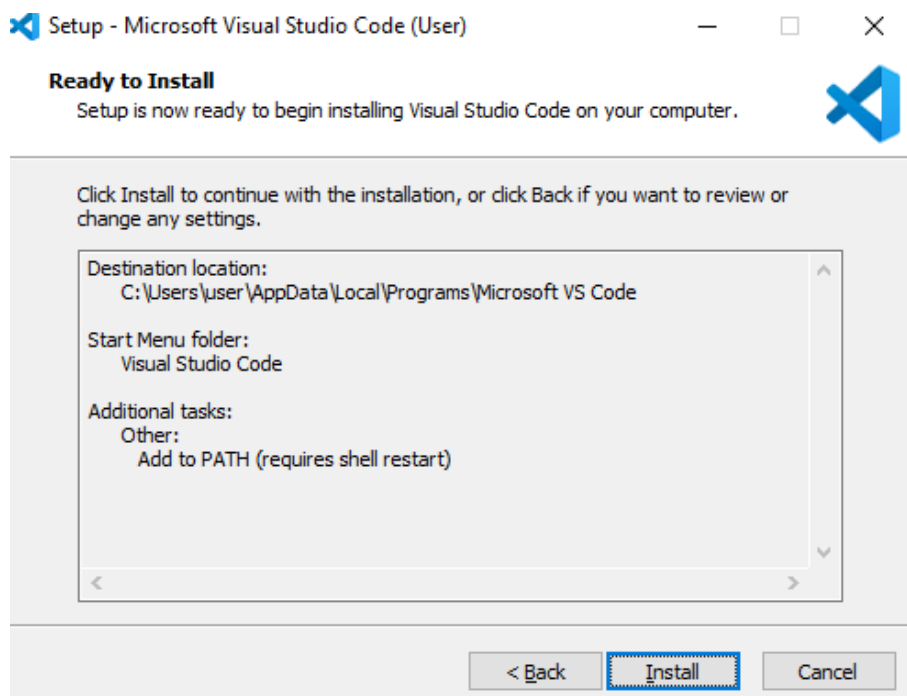 Setup - Microsoft Visual Studio Code (User)
Ready to Install
Setup is now ready to begin installing Visual Studio Code on your computer.
Click Install to continue with the installation, or click Back if you want to review or
change any settings.
Destination location:
C:\Users\user\AppData\Local\Programs\Microsoft VS Code
Start Menu folder:
Visual Studio Code
Additional tasks:
Other:
Add to PATH (requires shell restart)
< Back Install Cancel